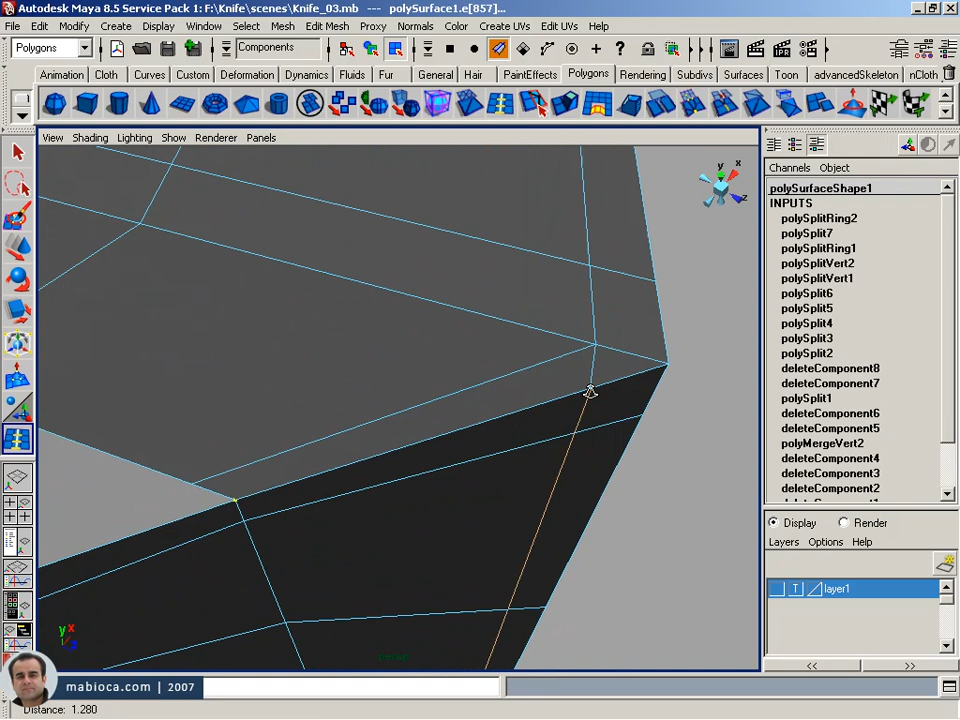 Autodesk Maya 8.5 Service Pack 1: F:\Knife\scenes\Knife_03.mb --- polySurface1.e[857]...
File Edit Modify Create Display Window Select Mesh Edit Mesh Proxy Normals Color Create UVs Edit UVs Help
Polygons Components
Animation Cloth Curves Custom Deformation Dynamics Fluids Fur General Hair PaintEffects Polygons Rendering Subdivs Surfaces Toon advancedSkeleton nCloth
View Shading Lighting Show Renderer Panels
Channels Object
polySurfaceShape1
INPUTS
polySplitRing2
polySplit7
polySplitRing1
polySplitVert2
polySplitVert1
polySplit6
polySplit5
polySplit4
polySplit3
polySplit2
deleteComponent8
deleteComponent7
polySplit1
deleteComponent6
deleteComponent5
polyMergeVert2
deleteComponent4
deleteComponent3
deleteComponent2
y x z
Display Render
Layers Options Help
T layer1
<< >>
y x z
persp
mabioca.com | 2007
Distance: 1.280